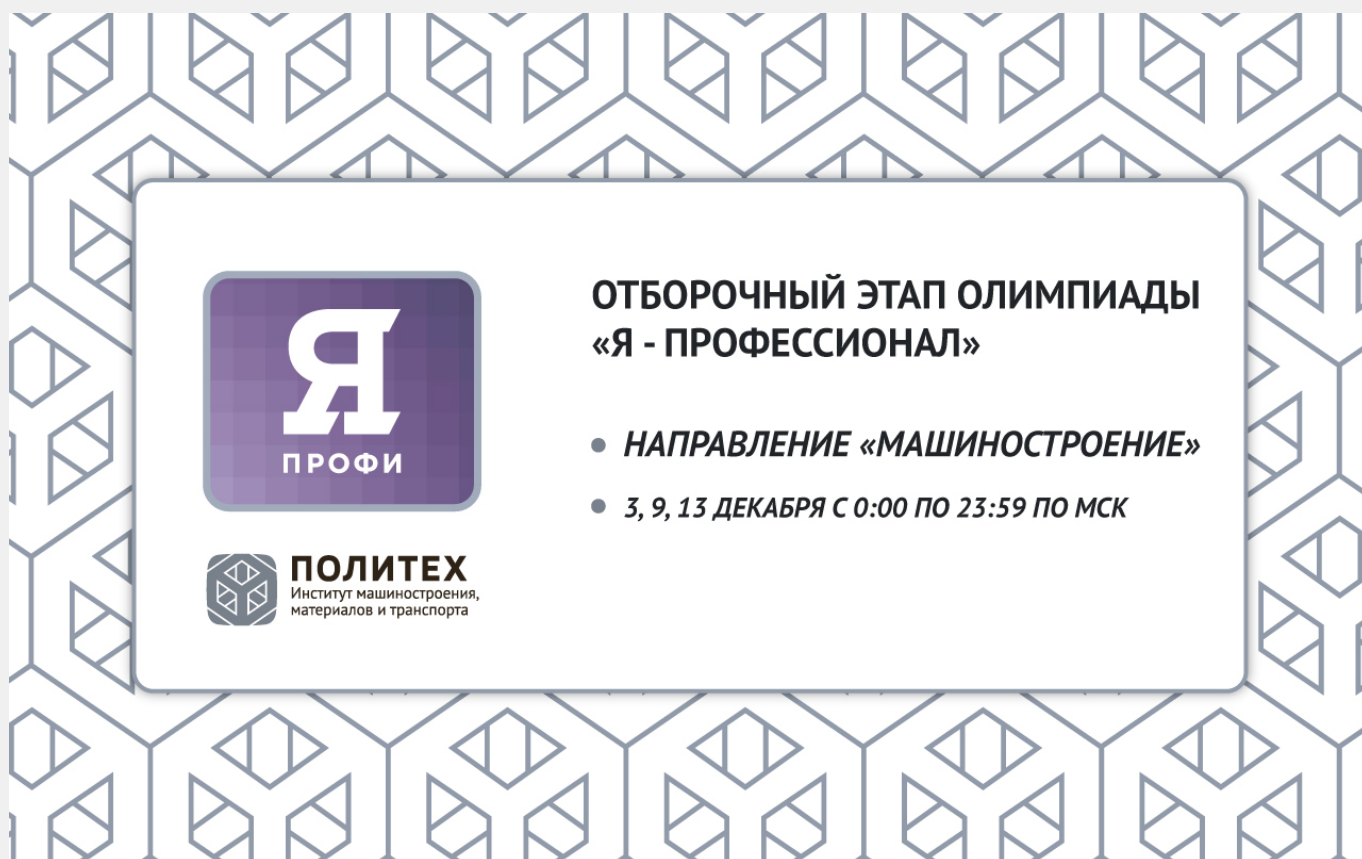 Я
ПРОФИ
ПОЛИТЕХ
Институт машиностроения,
материалов и транспорта
ОТБОРОЧНЫЙ ЭТАП ОЛИМПИАДЫ
«Я - ПРОФЕССИОНАЛ»
НАПРАВЛЕНИЕ «МАШИНОСТРОЕНИЕ»
3, 9, 13 ДЕКАБРЯ С 0:00 ПО 23:59 ПО МСК